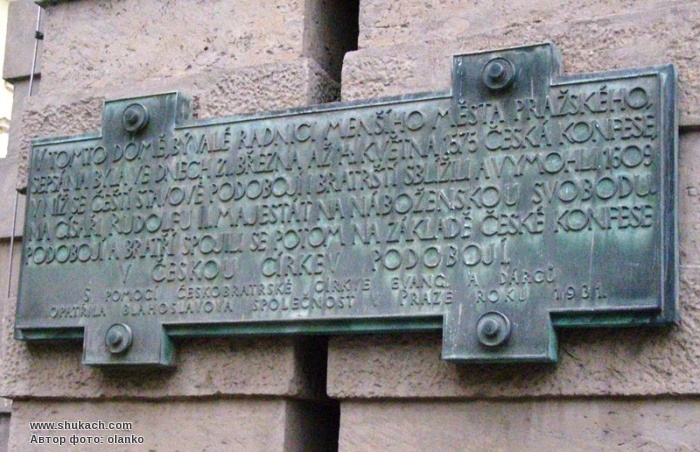 V TOMTO DOMĚ, BÝVALÉ RADNICI MENŠÍHO MĚSTA PRAŽSKÉHO,
SEPSÁNA BYLA VE DNECH 21. BŘEZNA AŽ 14. KVĚTNA 1575 ČESKÁ KONFESE,
V NÍŽ SE ČEŠTÍ STAVOVÉ PODOBOJÍ I BRATRŠTÍ SBLÍŽILI A VYMOHLI 1609
NA CÍSAŘI RUDOLFU II. MAJESTÁT NA NÁBOŽENSKOU SVOBODU.
PODOBOJÍ A BRATŘÍ SPOJILI SE POTOM NA ZÁKLADĚ ČESKÉ KONFESE
V ČESKOU CÍRKEV PODOBOJÍ
S POMOCÍ ČESKOBRATRSKÉ CÍRKVE EVANG. A DÁRCŮ
OPATŘILA BLAHOSLAVOVA SPOLEČNOST V PRAZE ROKU 1931.
www.shukach.com
Автор фото: olanko